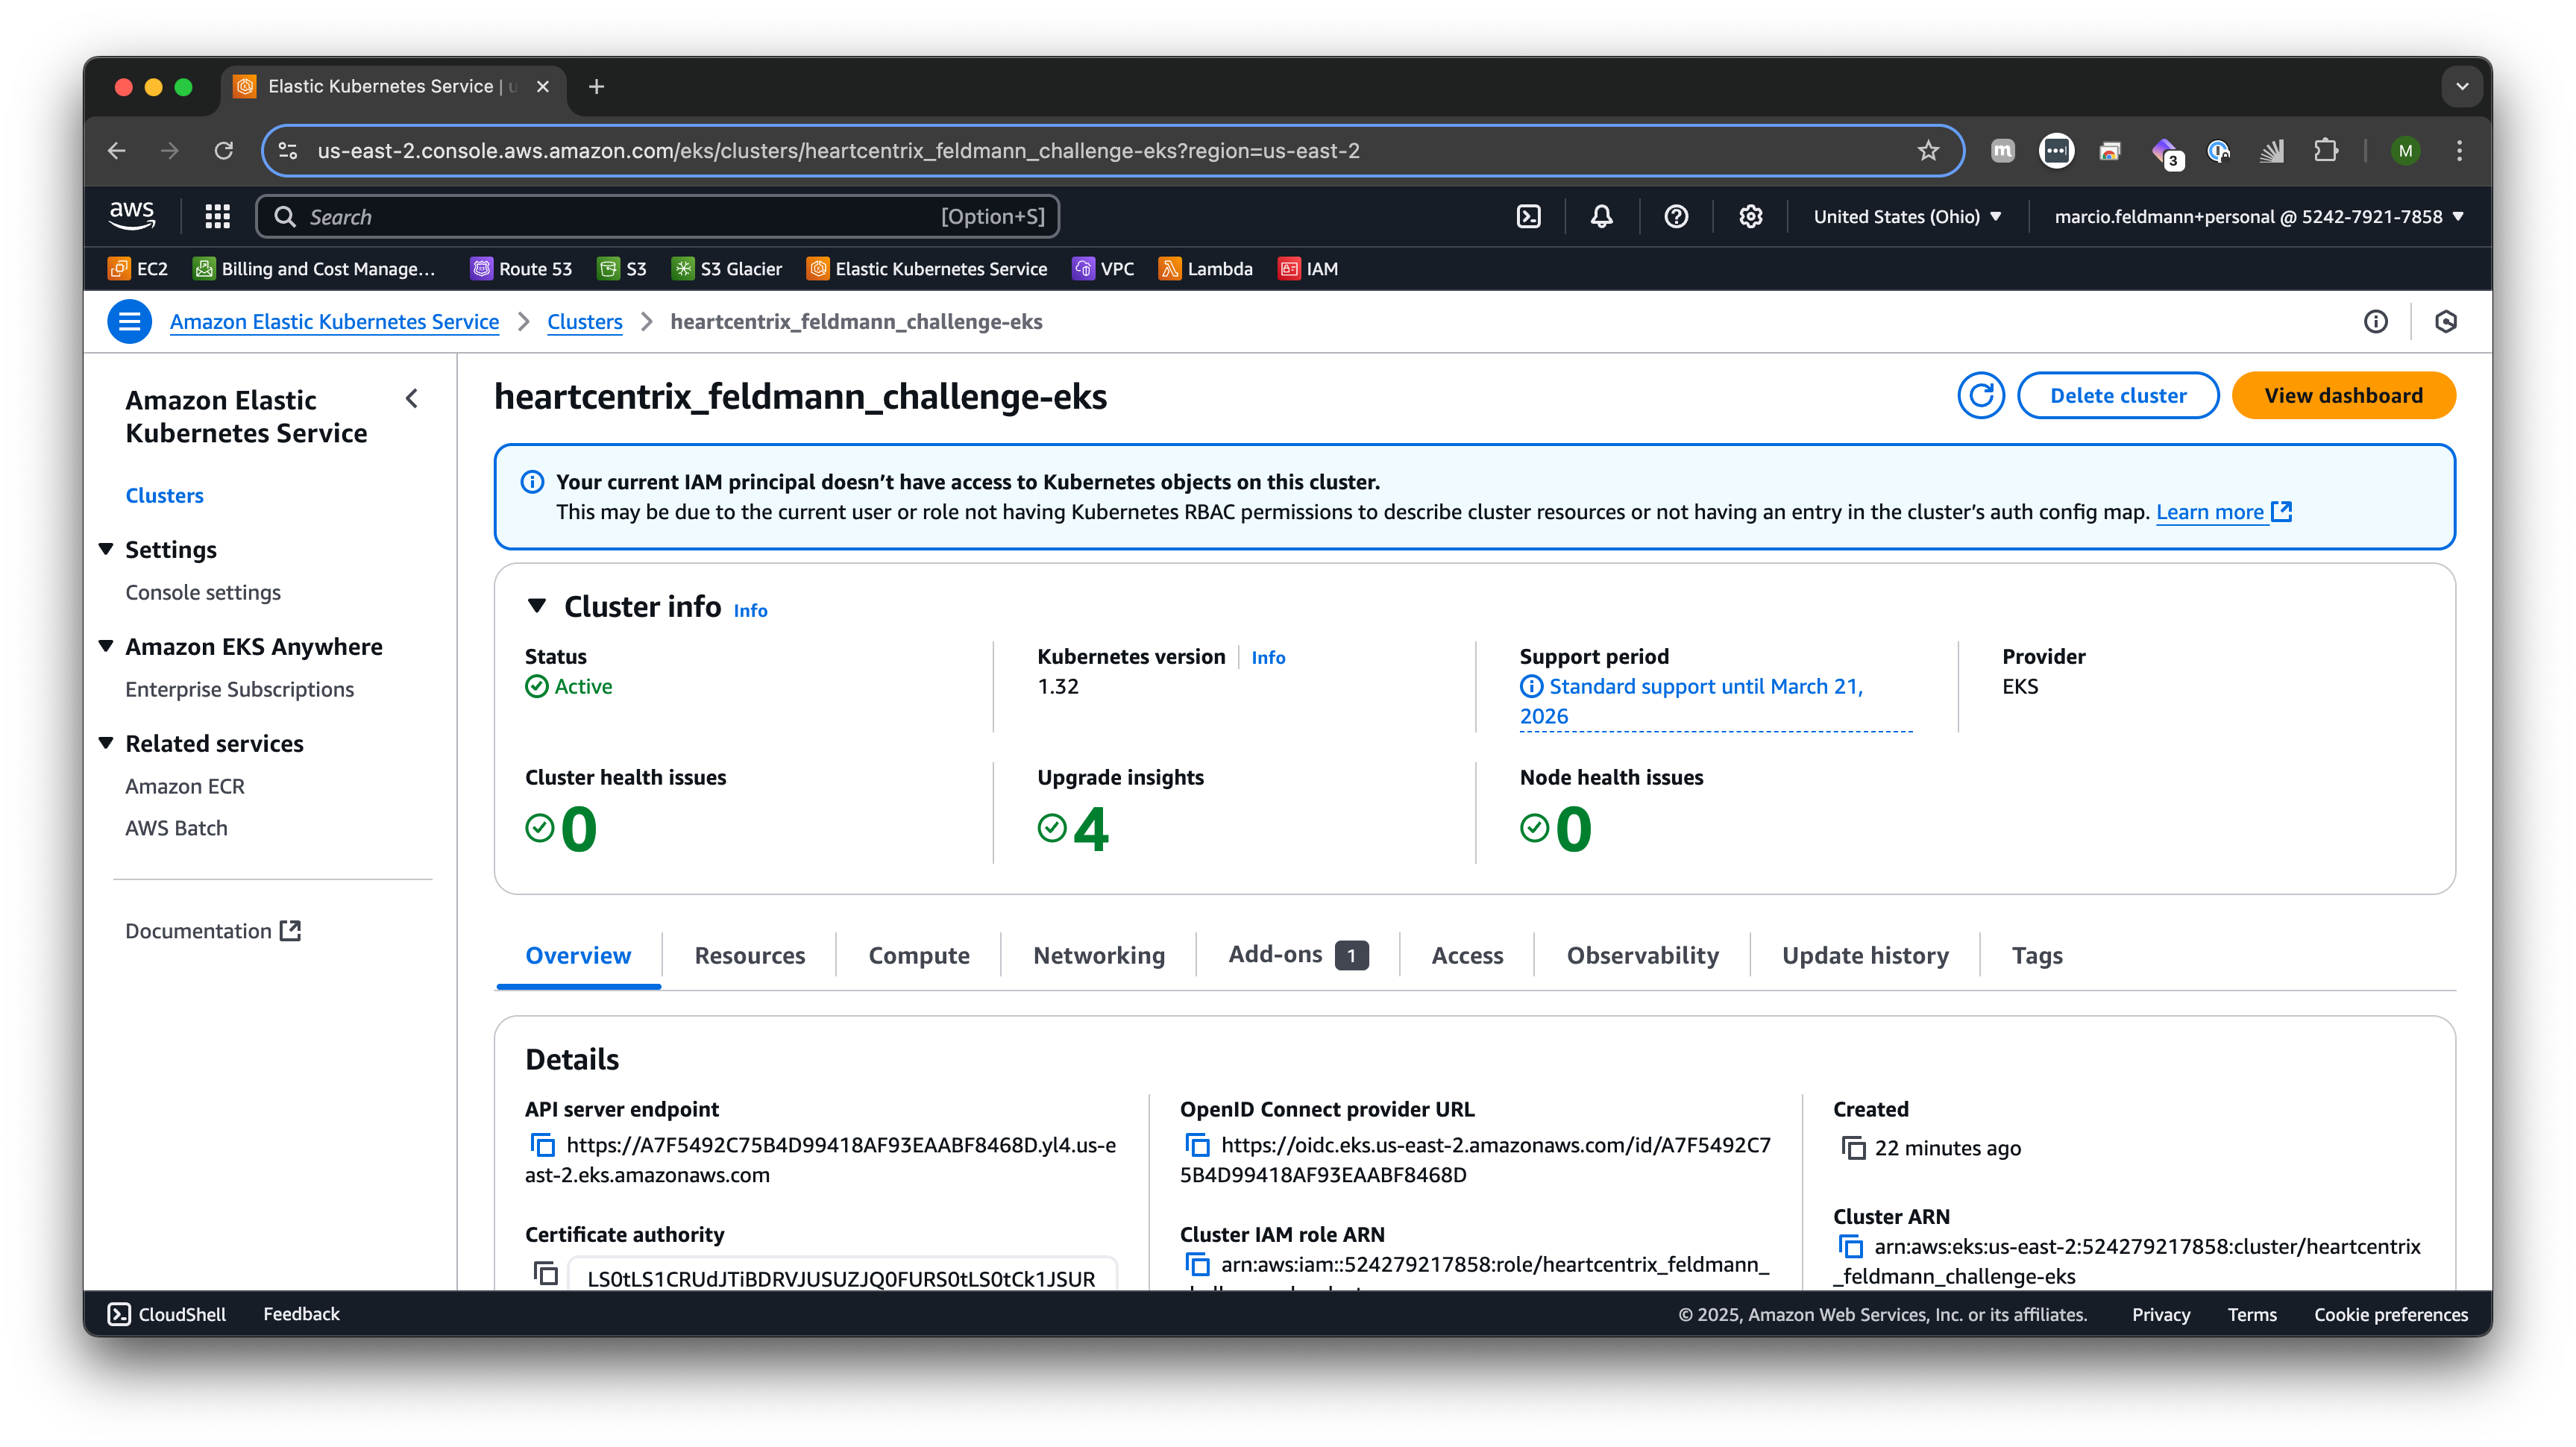 Elastic Kubernetes Service | u
us-east-2.console.aws.amazon.com/eks/clusters/heartcentrix_feldmann_challenge-eks?region=us-east-2
m
3
M
aws
Search
[Option+S]
United States (Ohio)
marcio.feldmann+personal @ 5242-7921-7858
EC2
Billing and Cost Manage…
Route 53
S3
S3 Glacier
Elastic Kubernetes Service
VPC
Lambda
IAM
Amazon Elastic Kubernetes Service
Clusters
heartcentrix_feldmann_challenge-eks
Amazon Elastic
Kubernetes Service
Clusters
Settings
Console settings
Amazon EKS Anywhere
Enterprise Subscriptions
Related services
Amazon ECR
AWS Batch
Documentation
heartcentrix_feldmann_challenge-eks
Delete cluster
View dashboard
Your current IAM principal doesn’t have access to Kubernetes objects on this cluster.
This may be due to the current user or role not having Kubernetes RBAC permissions to describe cluster resources or not having an entry in the cluster’s auth config map. Learn more
Cluster info Info
Status
Active
Kubernetes version
Info
1.32
Support period
Standard support until March 21,
2026
Provider
EKS
Cluster health issues
0
Upgrade insights
4
Node health issues
0
Overview
Resources
Compute
Networking
Add-ons 1
Access
Observability
Update history
Tags
Details
API server endpoint
https://A7F5492C75B4D99418AF93EAABF8468D.yl4.us-e
ast-2.eks.amazonaws.com
Certificate authority
LS0tLS1CRUdJTiBDRVJUSUZJQ0FURS0tLS0tCk1JSUR
OpenID Connect provider URL
https://oidc.eks.us-east-2.amazonaws.com/id/A7F5492C7
5B4D99418AF93EAABF8468D
Cluster IAM role ARN
arn:aws:iam::524279217858:role/heartcentrix_feldmann_
Created
22 minutes ago
Cluster ARN
arn:aws:eks:us-east-2:524279217858:cluster/heartcentrix
_feldmann_challenge-eks
CloudShell
Feedback
© 2025, Amazon Web Services, Inc. or its affiliates.
Privacy
Terms
Cookie preferences